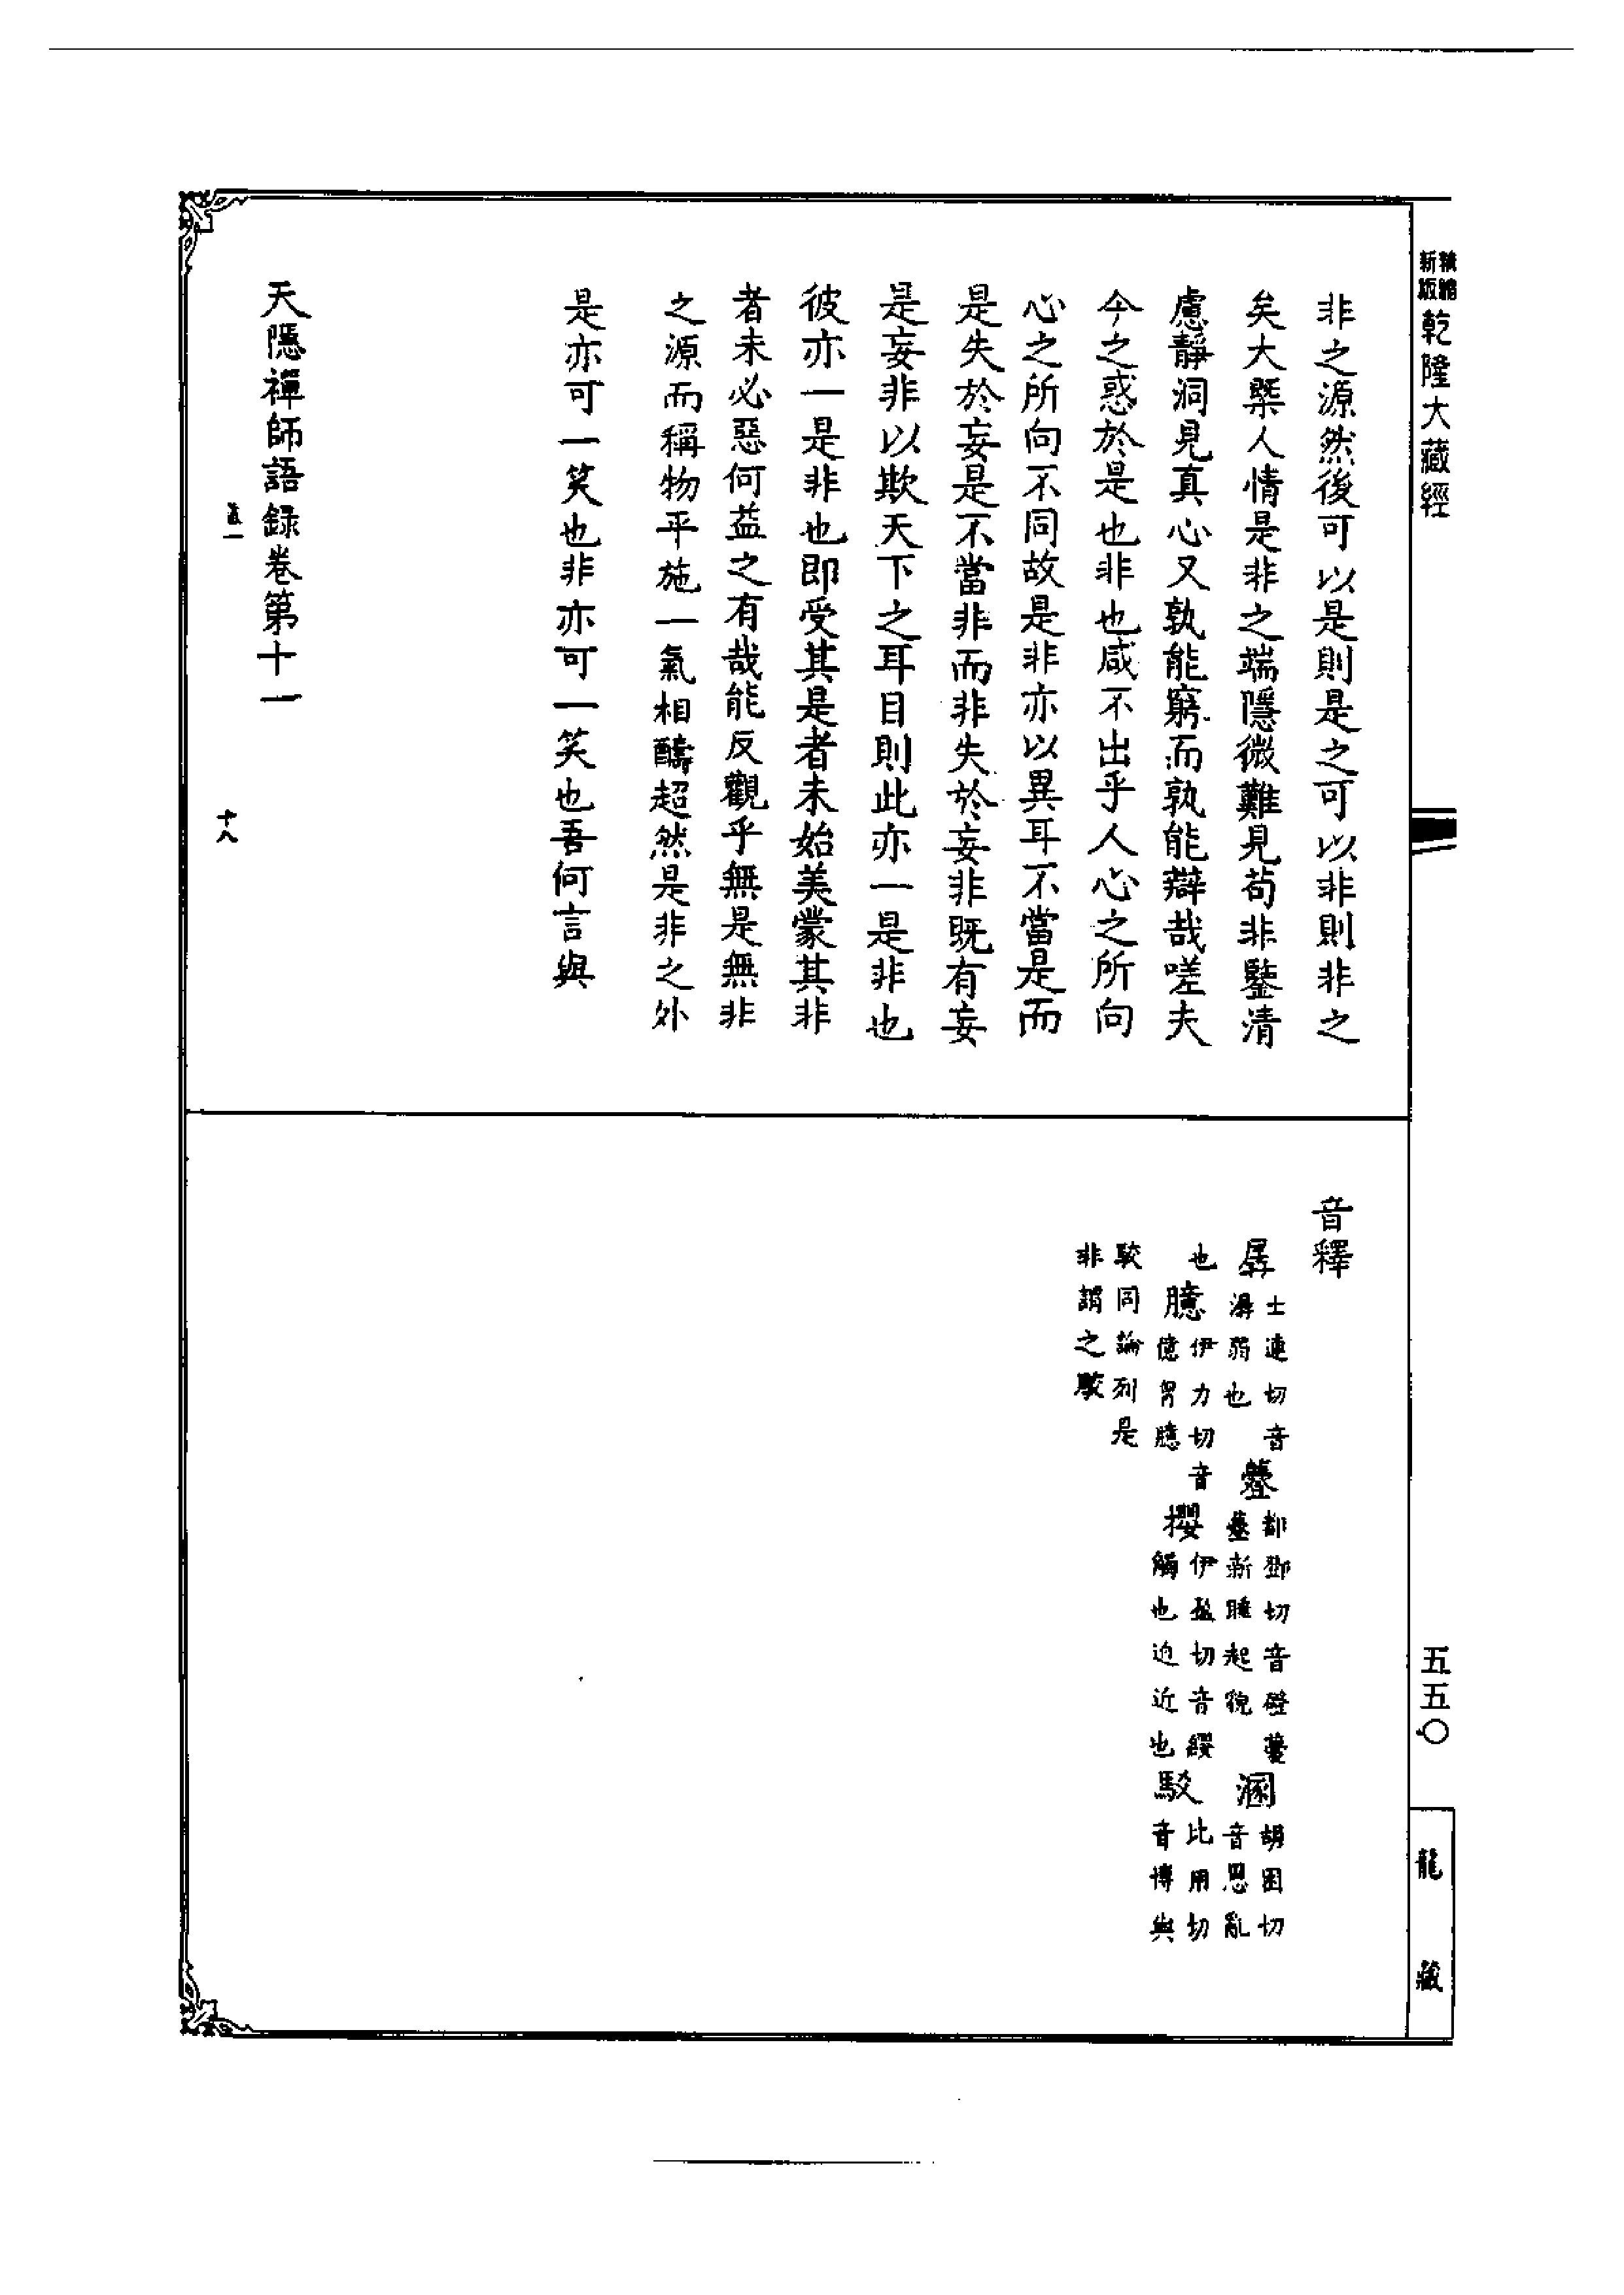 新版
乾隆大藏經
五五〇
龍藏
非之源然後可以是則是之可以非則非之
矣大槩人情是非之端隱微難見苟非鑒清
慮靜洞見真心又孰能窮而孰能辯哉嗟夫
今之惑於是也非也咸不出乎人心之所向
心之所向不同故是非亦以異耳不當是而
是失於妄是不當非而非失於妄非既有妄
是妄非以欺天下之耳目則此亦一是非也
彼亦一是非也即受其是者未始美蒙其非
者未必惡何益之有哉能反觀乎無是無非
之源而稱物平施一氣相醻超然是非之外
是亦可一笑也非亦可一笑也吾何言與
天隱禪師語録卷第十一
十八
音釋
孱
士連切音
潺弱也
䠬
都鄧切音磴䠬
新睡起貌
溷
胡困切
音慁亂
也
臆
伊力切音
億胷臆
攖
伊盈切音纓
觸也迫近也
駁
比用切
音博與
駮同論列是
非謂之駮